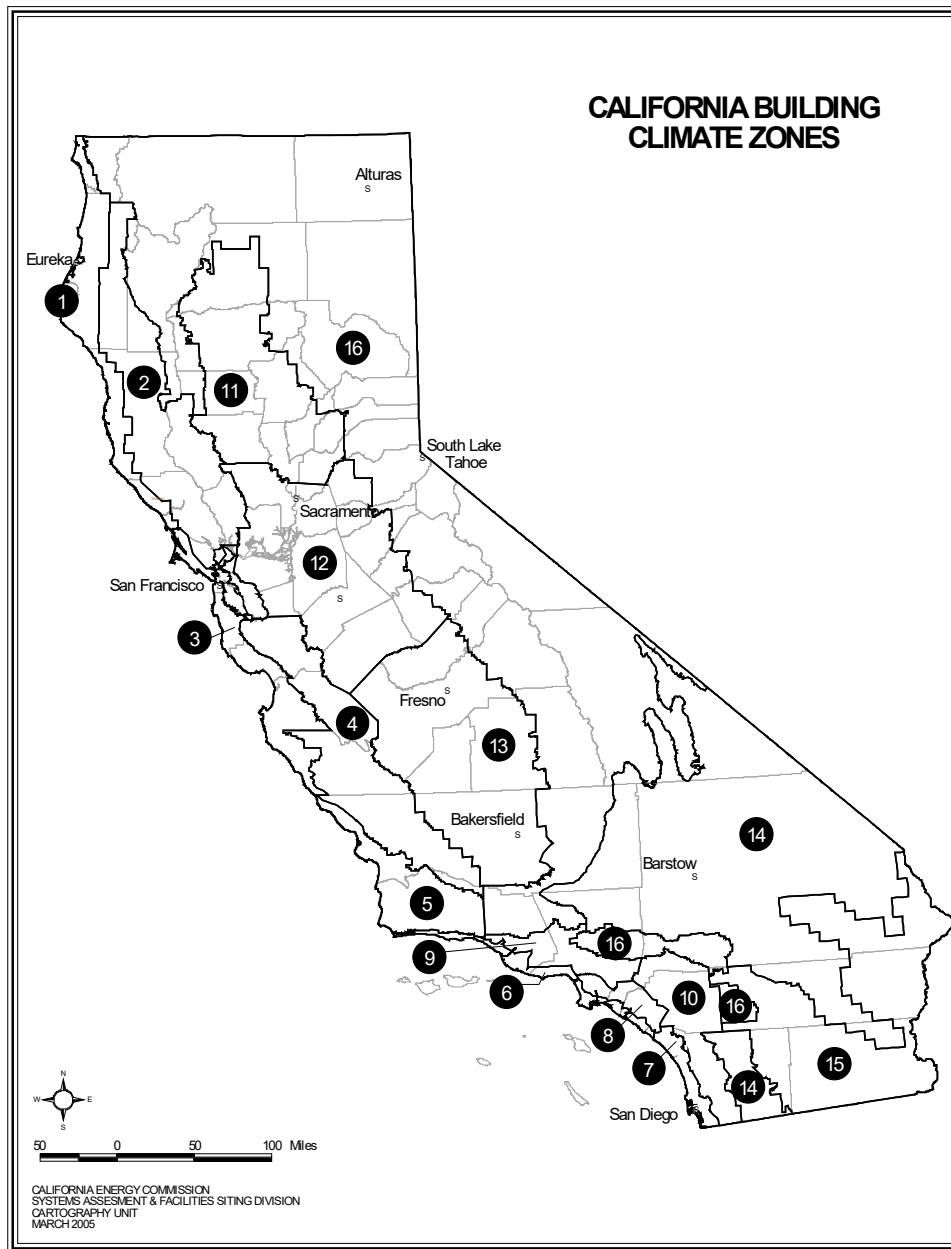 CALIFORNIA BUILDING
CLIMATE ZONES
Alturas
S
Eureka
1
16
2
11
South Lake
Tahoe
S
S
Sacramento
12
San Francisco
S
S
3
Fresno
S
4
13
Bakersfield
S
14
Barstow
S
5
9
16
6
10
16
8
7
15
14
San Diego
S
N
W
E
S
50
0
50
100 Miles
CALIFORNIA ENERGY COMMISSION
SYSTEMS ASSESMENT & FACILITIES SITING DIVISION
CARTOGRAPHY UNIT
MARCH 2005